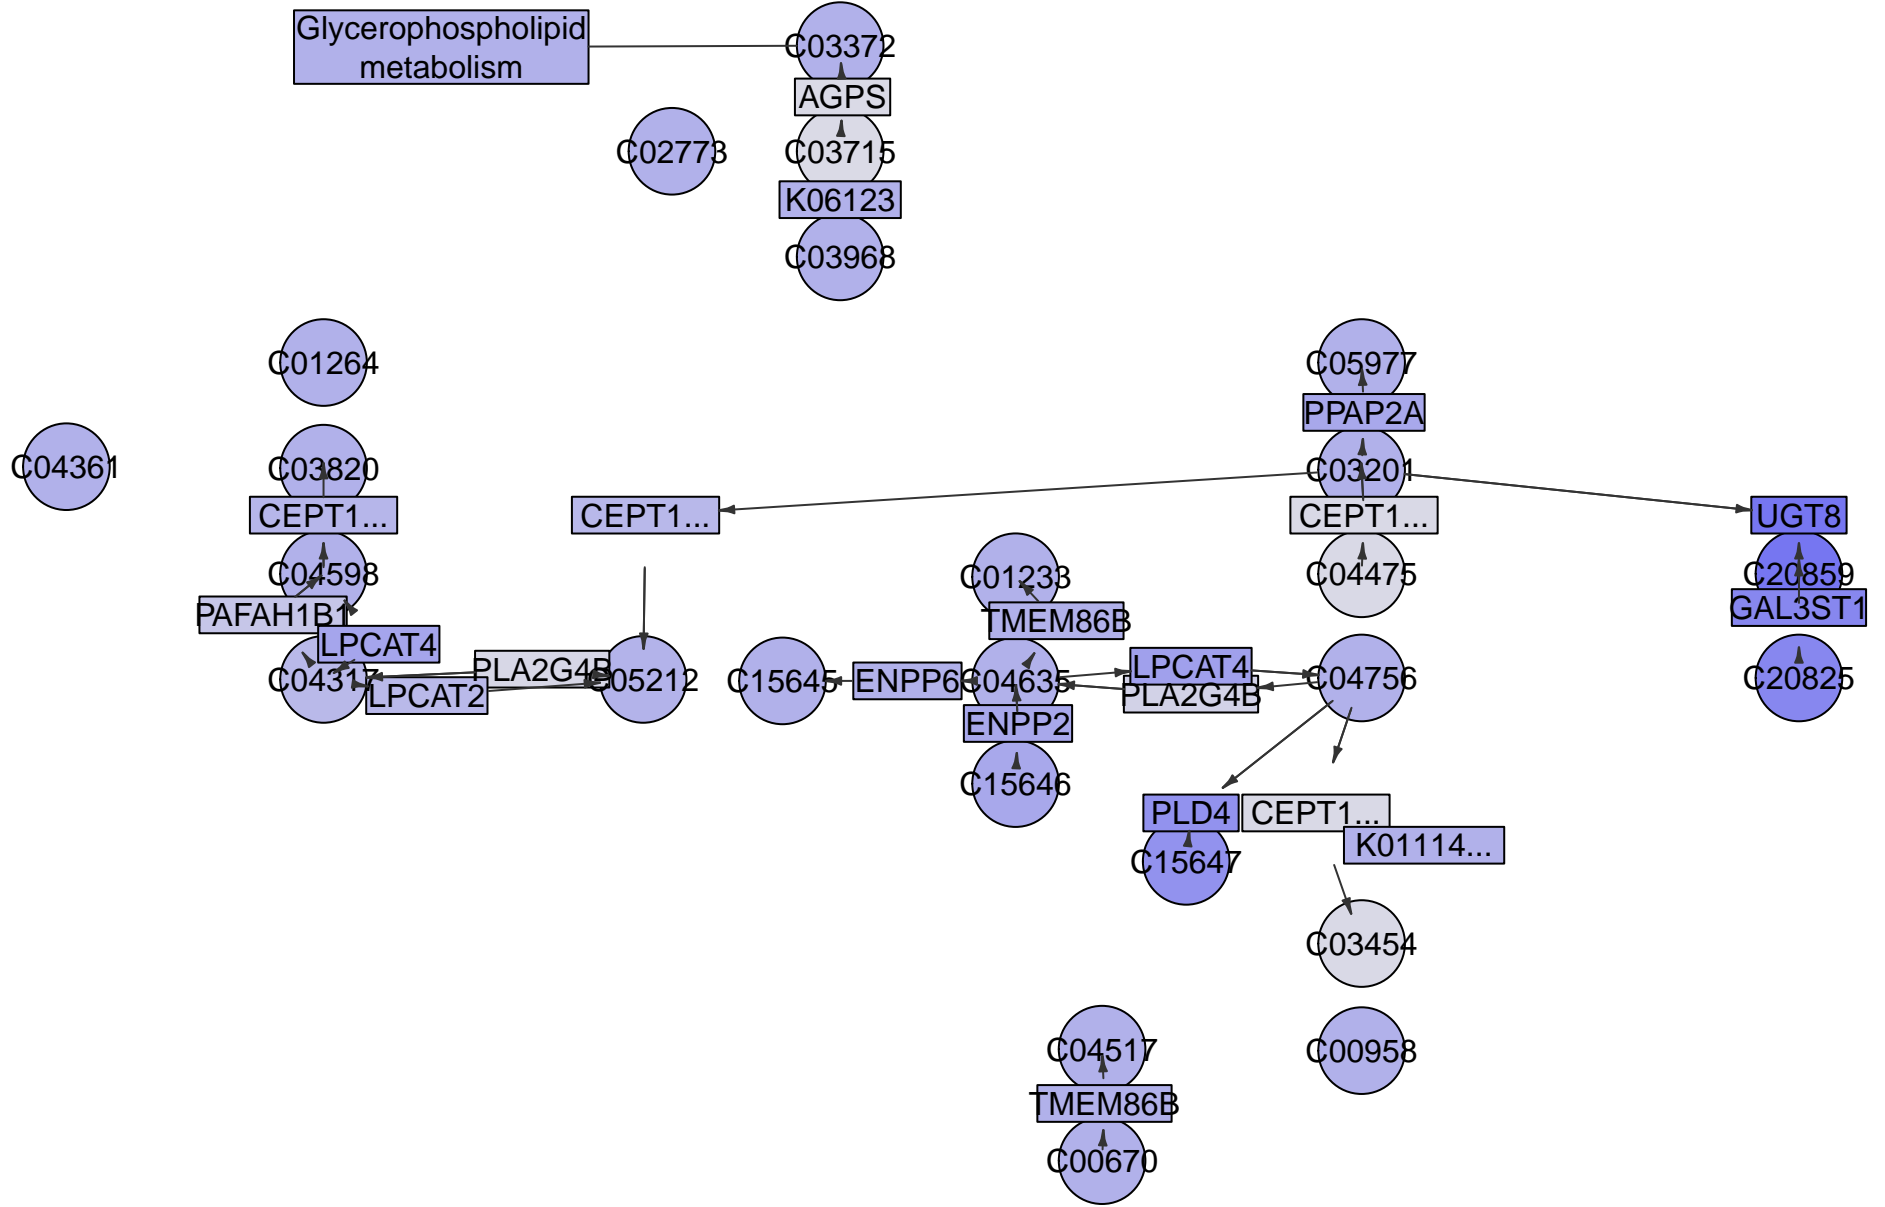 Glycerophospholipid
metabolism
C03372
AGPS
C02773
C03715
K06123
C03968
C01264
C05977
PPAP2A
C04361
C03820
C03201
CEPT1...
CEPT1...
CEPT1...
UGT8
C04598
C01233
C04475
C20859
PAFAH1B1
TMEM86B
GAL3ST1
LPCAT4
C04317
PLA2G4B
LPCAT2
C05212
C15645
ENPP6
C04635
LPCAT4
PLA2G4B
C04756
C20825
ENPP2
C15646
PLD4
CEPT1...
K01114...
C15647
C03454
C04517
C00958
TMEM86B
C00670